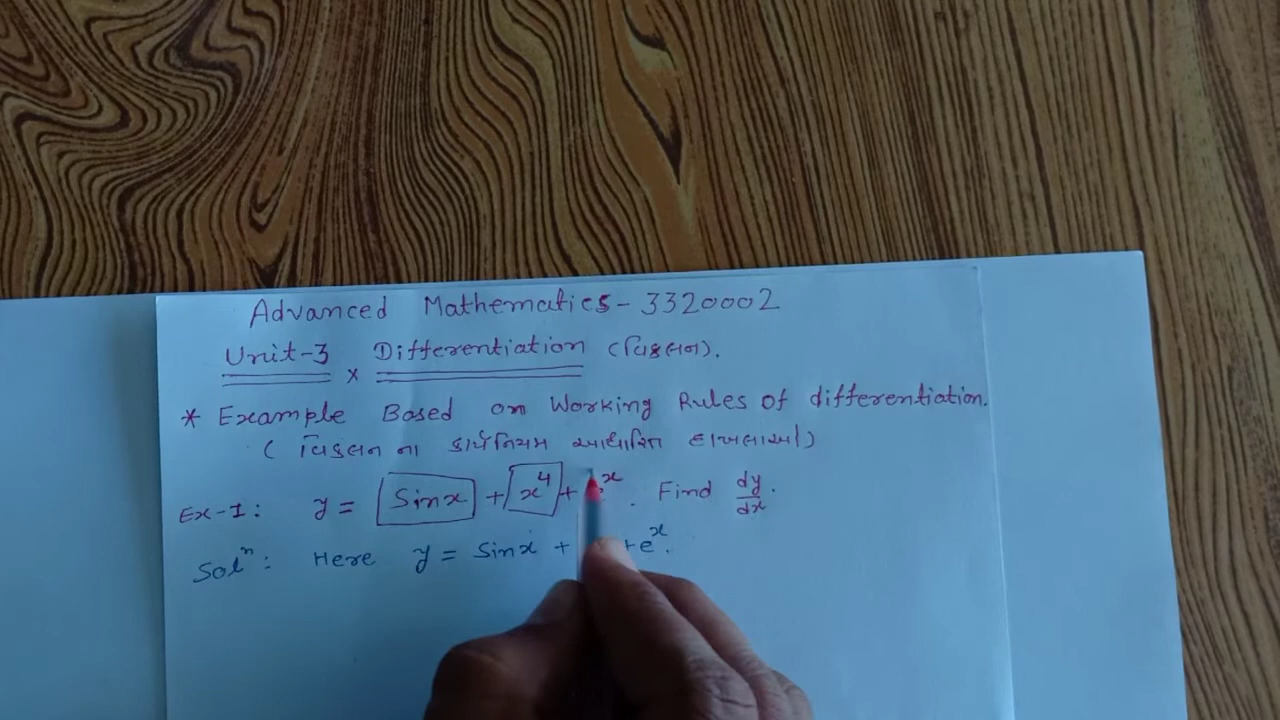 Advanced Mathematics - 3320002
Unit-3 x Differentiation (વિકલન).
* Example Based on Working Rules of differentiation.
( વિકલન ના કાર્યનિયમ આધારિત દાખલાઓ)
Ex-1: y = sinx + x⁴ + ˣ. Find dy/dx.
Solⁿ: Here y = sinx + + eˣ.